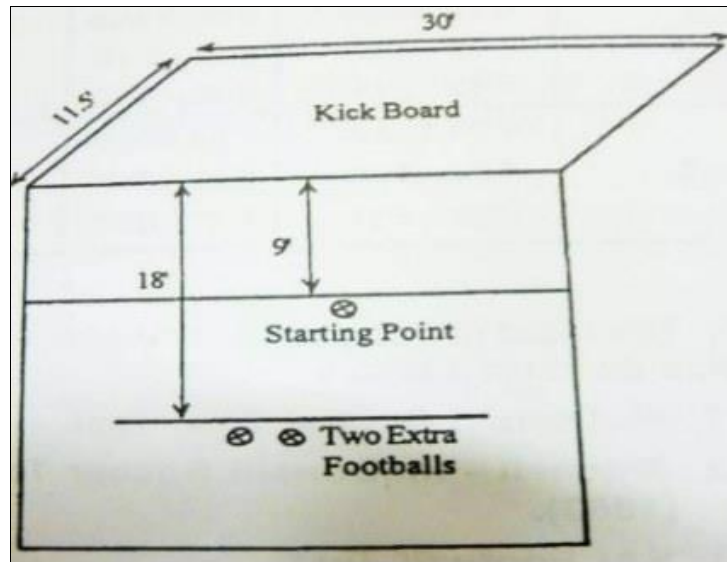 30'
11.5'
Kick Board
9'
18'
Starting Point
Two Extra
Footballs